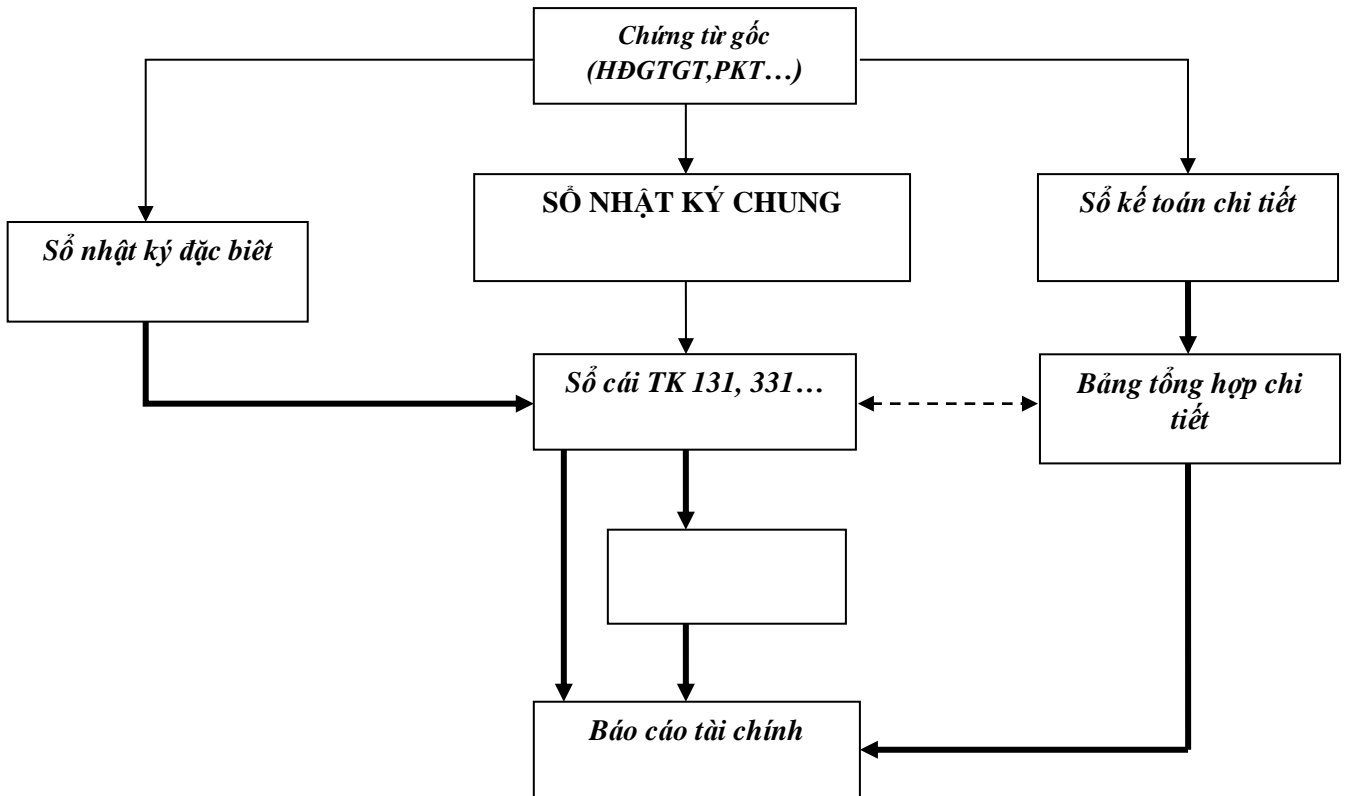 Chứng từ gốc
(HĐGTGT,PKT…)
SỔ NHẬT KÝ CHUNG
Sổ kế toán chi tiết
Sổ nhật ký đặc biêt
Sổ cái TK 131, 331…
Bảng tổng hợp chi
tiết
Báo cáo tài chính